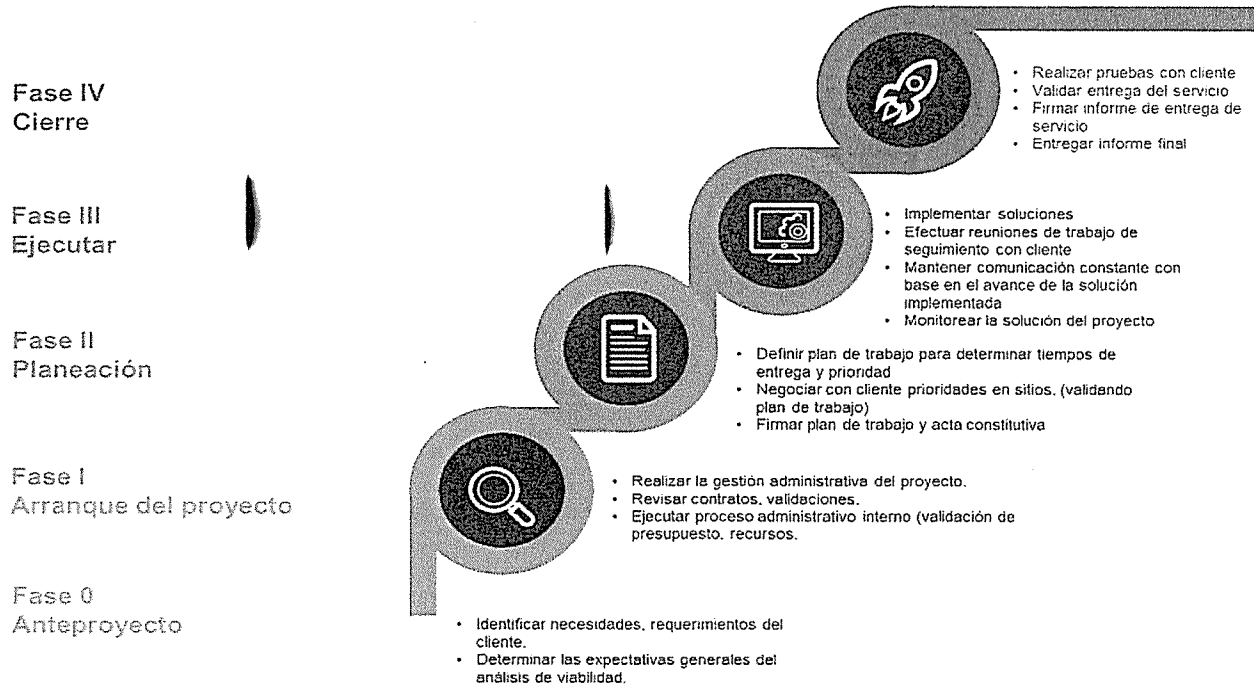 Fase IV
Cierre
• Realizar pruebas con cliente
• Validar entrega del servicio
• Firmar informe de entrega de
servicio
• Entregar informe final
Fase III
Ejecutar
• Implementar soluciones
• Efectuar reuniones de trabajo de
seguimiento con cliente
• Mantener comunicación constante con
base en el avance de la solución
implementada
• Monitorear la solución del proyecto
Fase II
Planeación
• Definir plan de trabajo para determinar tiempos de
entrega y prioridad
• Negociar con cliente prioridades en sitios, (validando
plan de trabajo)
• Firmar plan de trabajo y acta constitutiva
Fase I
Arranque del proyecto
• Realizar la gestión administrativa del proyecto.
• Revisar contratos, validaciones.
• Ejecutar proceso administrativo interno (validación de
presupuesto, recursos.
Fase 0
Anteproyecto
• Identificar necesidades, requerimientos del
cliente.
• Determinar las expectativas generales del
análisis de viabilidad.